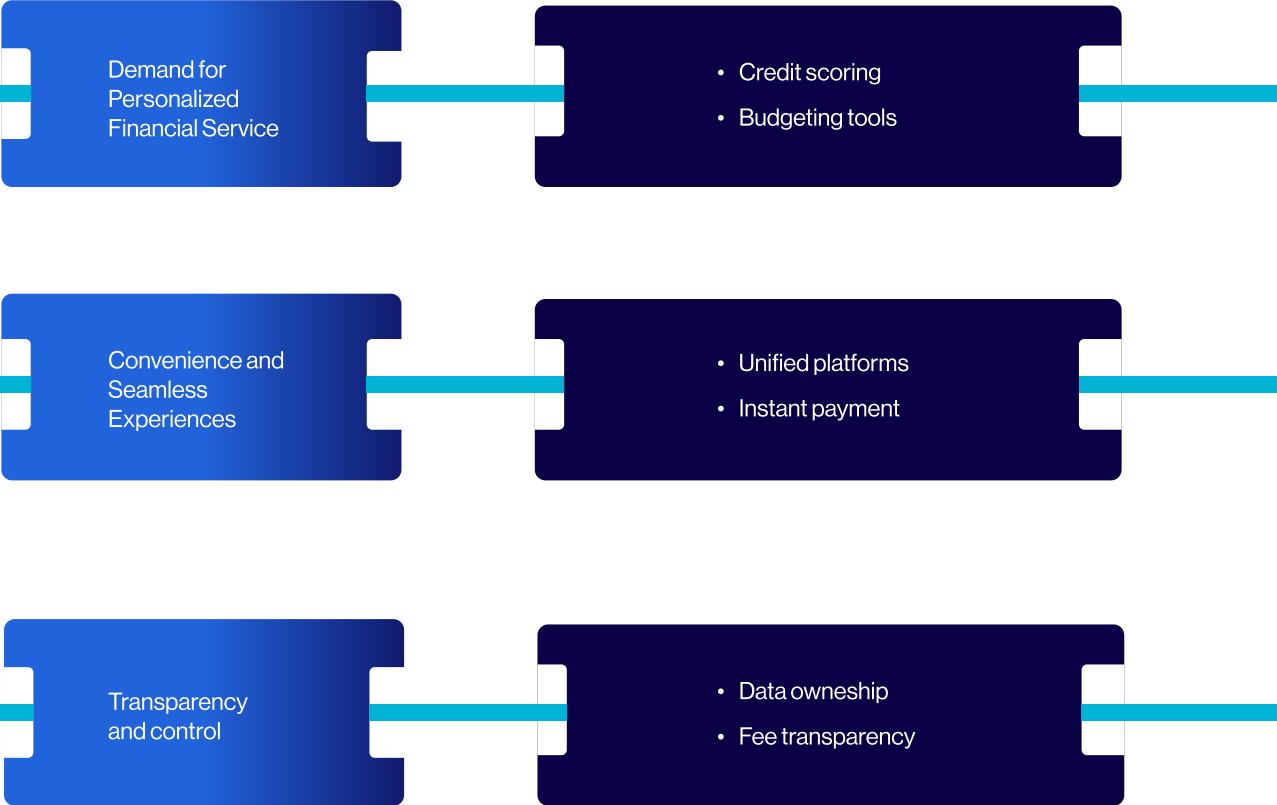 Demand for
Personalized
Financial Service
• Credit scoring
• Budgeting tools
Convenience and
Seamless
Experiences
• Unified platforms
• Instant payment
Transparency
and control
• Data owneship
• Fee transparency